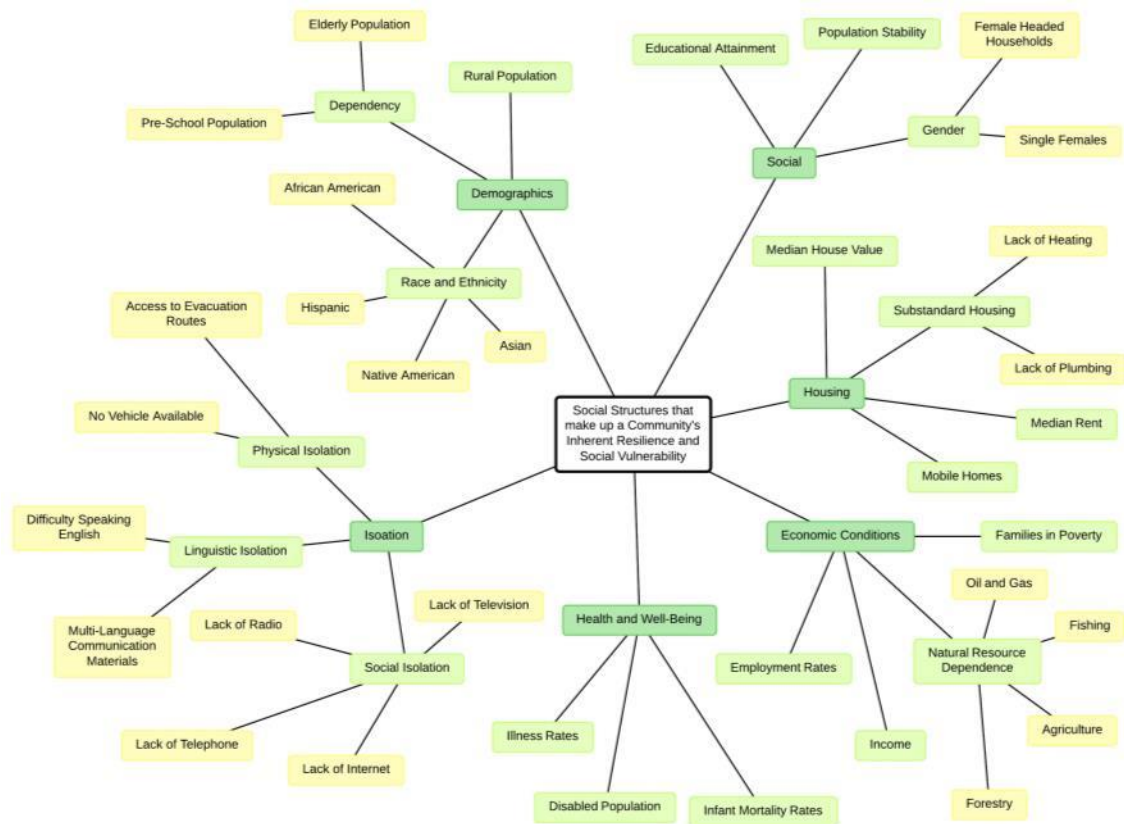 Elderly Population
Dependency
Pre-School Population
Rural Population
Demographics
African American
Race and Ethnicity
Hispanic
Native American
Asian
Educational Attainment
Population Stability
Female Headed
Households
Gender
Single Females
Social
Median House Value
Lack of Heating
Substandard Housing
Lack of Plumbing
Housing
Median Rent
Mobile Homes
Social Structures that
make up a Community's
Inherent Resilience and
Social Vulnerability
Access to Evacuation
Routes
No Vehicle Available
Physical Isolation
Isoation
Difficulty Speaking
English
Linguistic Isolation
Multi-Language
Communication
Materials
Lack of Radio
Lack of Television
Social Isolation
Lack of Telephone
Lack of Internet
Health and Well-Being
Illness Rates
Disabled Population
Infant Mortality Rates
Economic Conditions
Families in Poverty
Oil and Gas
Fishing
Natural Resource
Dependence
Agriculture
Forestry
Employment Rates
Income